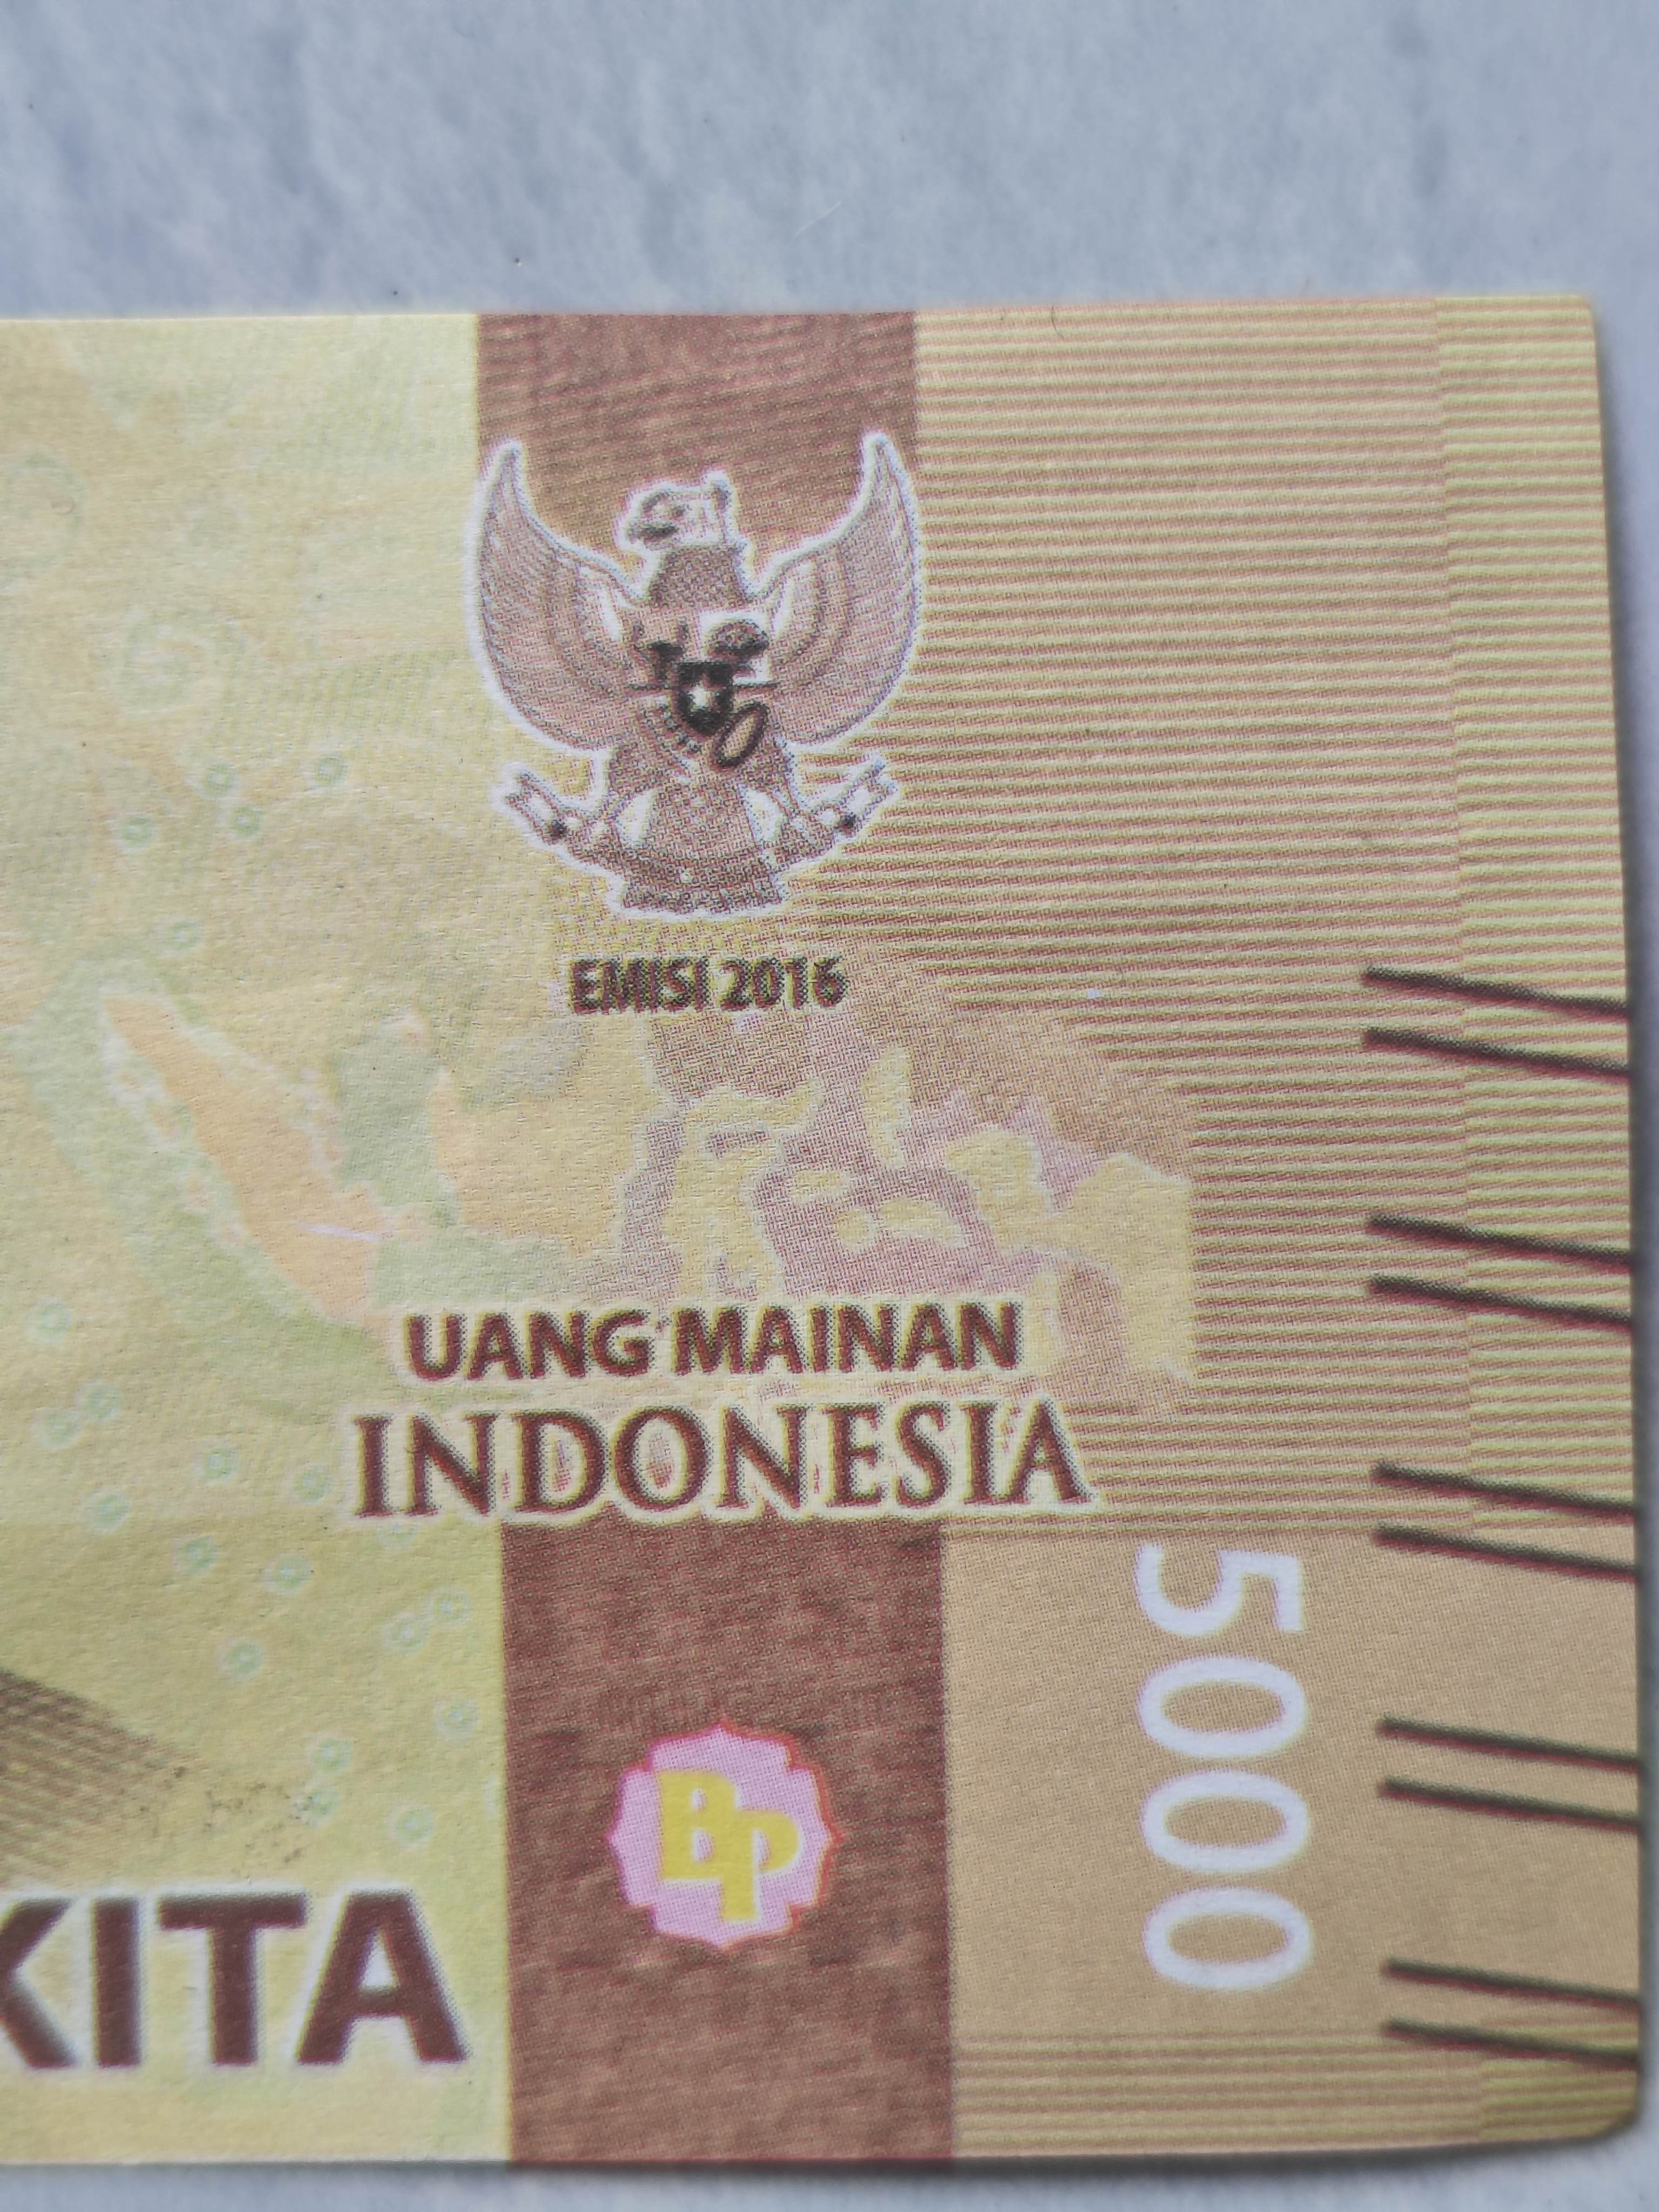 EMISI 2016
UANG MAINAN
INDONESIA
5000
BP
KITA